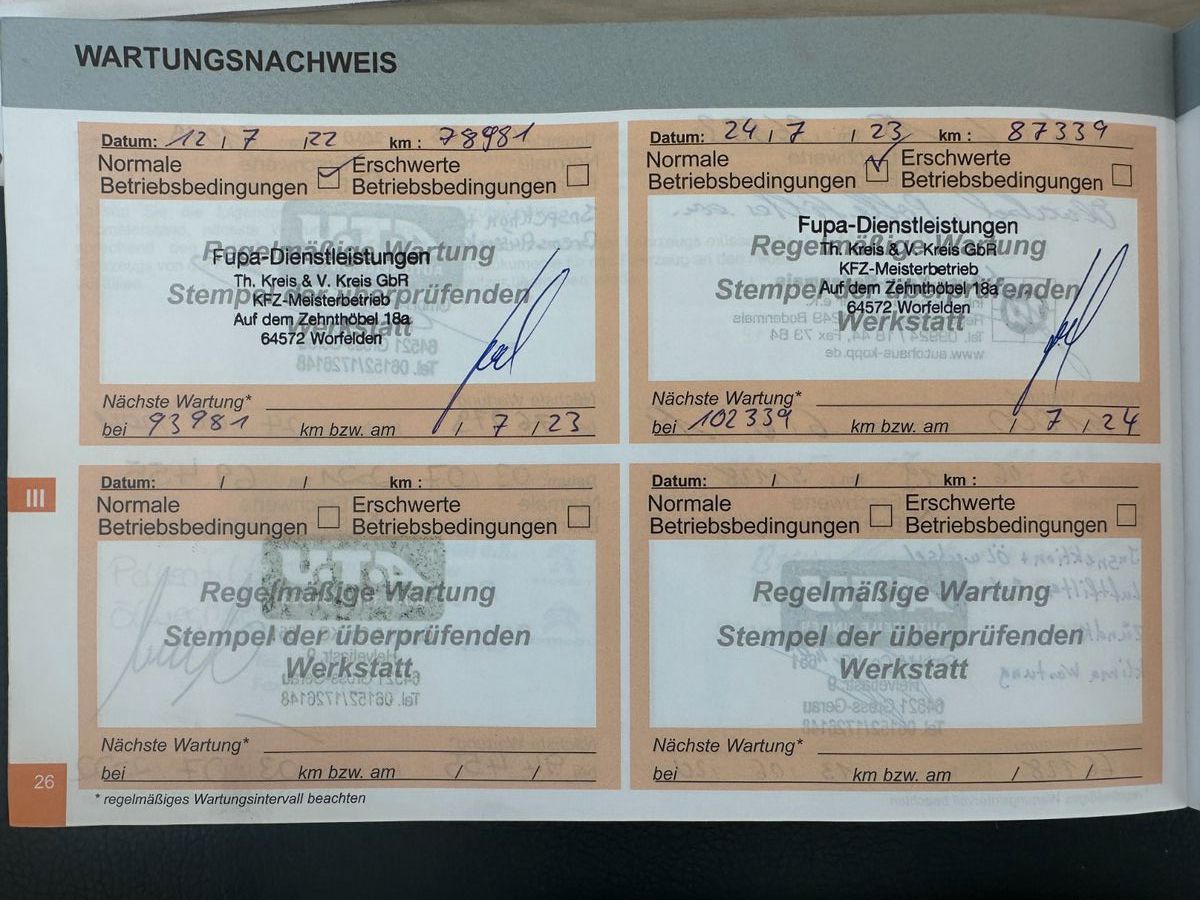 WARTUNGSNACHWEIS
Datum: 12 / 7 / 22 km : 78981
Normale Betriebsbedingungen
Erschwerte Betriebsbedingungen
Regelmäßige Wartung
Fupa-Dienstleistungen
Th. Kreis & V. Kreis GbR
Stempel der überprüfenden
KFZ-Meisterbetrieb
Auf dem Zehnthöbel 18a
Werkstatt
64572 Worfelden
Nächste Wartung*
bei 93981 km bzw. am / 7 / 23
Datum: 24 / 7 / 23 km : 87339
Normale Betriebsbedingungen
Erschwerte Betriebsbedingungen
Fupa-Dienstleistungen
Regelmäßige Wartung
Th. Kreis & V. Kreis GbR
KFZ-Meisterbetrieb
Stempel der überprüfenden
Auf dem Zehnthöbel 18a
64572 Worfelden
Werkstatt
Nächste Wartung*
bei 102339 km bzw. am / 7 / 24
III
Datum: / / km :
Normale Betriebsbedingungen
Erschwerte Betriebsbedingungen
Regelmäßige Wartung
Stempel der überprüfenden
Werkstatt
Nächste Wartung*
bei km bzw. am / /
Datum: / / km :
Normale Betriebsbedingungen
Erschwerte Betriebsbedingungen
Regelmäßige Wartung
Stempel der überprüfenden
Werkstatt
Nächste Wartung*
bei km bzw. am / /
26
* regelmäßiges Wartungsintervall beachten